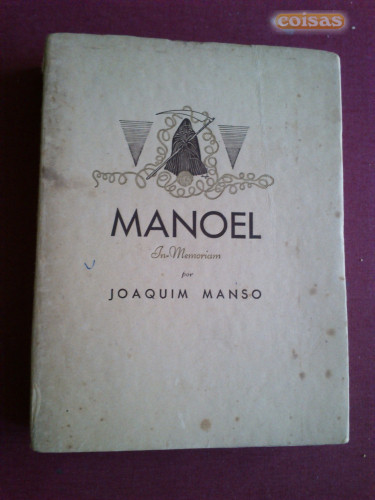 coisas
MANOEL
In-Memoriam
por
JOAQUIM MANSO